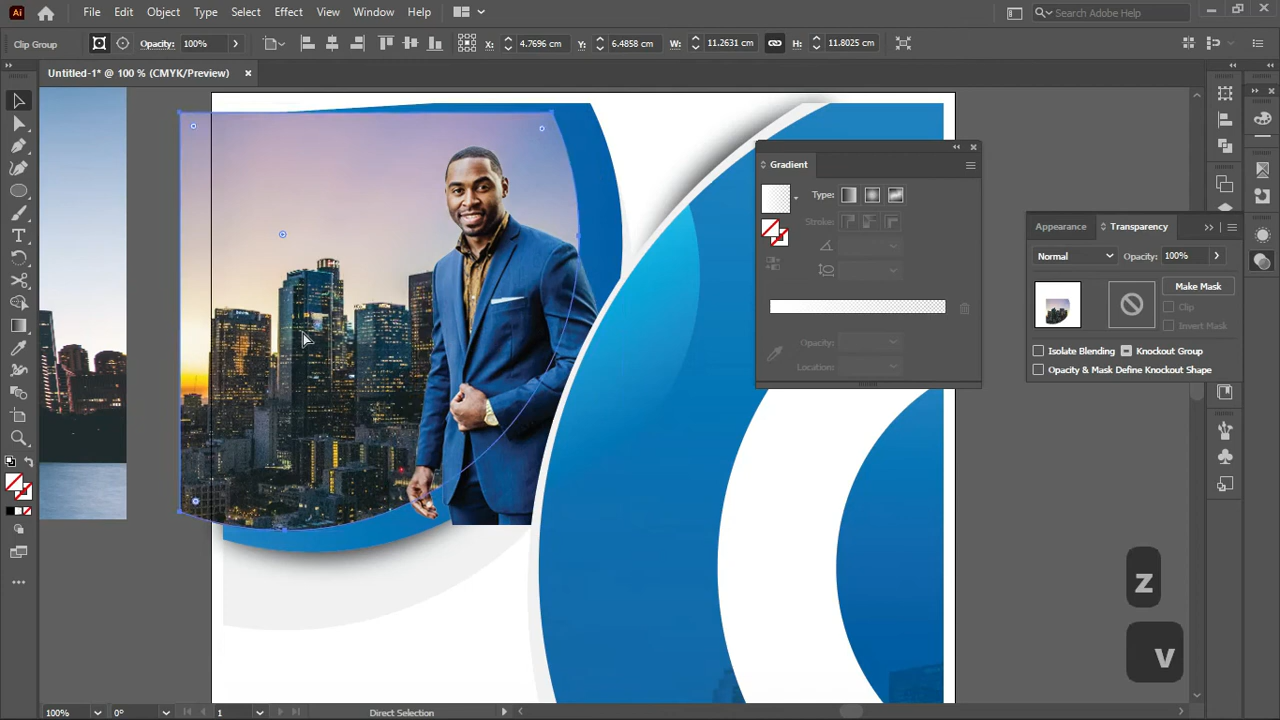 Ai File Edit Object Type Select Effect View Window Help Search Adobe Help
Clip Group Opacity: 100% X: 4.7696 cm Y: 6.4858 cm W: 11.2631 cm H: 11.8025 cm
Untitled-1* @ 100 % (CMYK/Preview)
Gradient
Type:
Stroke:
Opacity:
Location:
Appearance Transparency
Normal Opacity: 100%
Make Mask
Clip
Invert Mask
Isolate Blending Knockout Group
Opacity & Mask Define Knockout Shape
z
v
100% 0° 1 Direct Selection